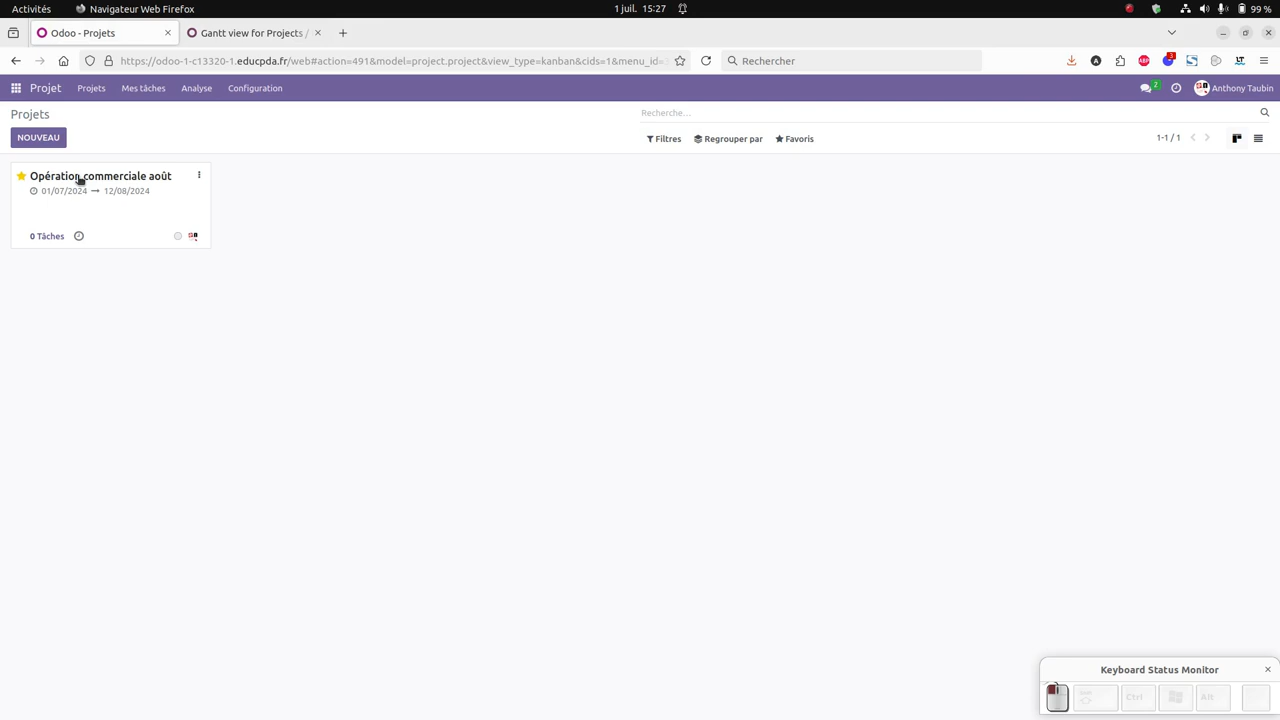 Activités
Navigateur Web Firefox
1 juil. 15:27
99 %
Odoo - Projets
Gantt view for Projects /
https://odoo-1-c13320-1.educpda.fr/web#action=491&model=project.project&view_type=kanban&cids=1&menu_id=
Rechercher
3
Projet
Projets
Mes tâches
Analyse
Configuration
2
Anthony Taubin
Projets
Recherche...
NOUVEAU
Filtres
Regrouper par
Favoris
1-1 / 1
Opération commerciale août
01/07/2024 → 12/08/2024
0 Tâches
Keyboard Status Monitor
Ctrl
Alt